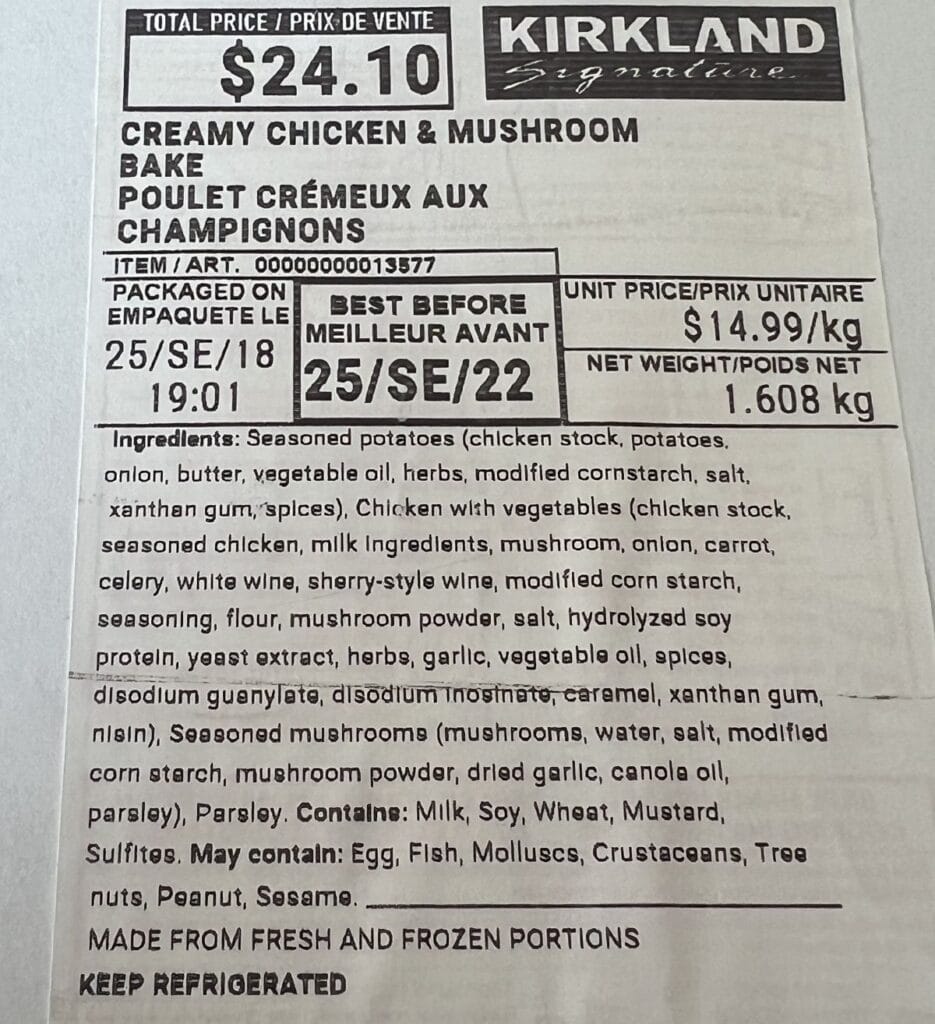 TOTAL PRICE / PRIX DE VENTE
$24.10
KIRKLAND
Signature
CREAMY CHICKEN & MUSHROOM
BAKE
POULET CRÉMEUX AUX
CHAMPIGNONS
ITEM / ART. 00000000013577
PACKAGED ON
EMPAQUETE LE
25/SE/18
19:01
BEST BEFORE
MEILLEUR AVANT
25/SE/22
UNIT PRICE/PRIX UNITAIRE
$14.99/kg
NET WEIGHT/POIDS NET
1.608 kg
Ingredients: Seasoned potatoes (chicken stock, potatoes,
onion, butter, vegetable oil, herbs, modified cornstarch, salt,
xanthan gum, spices), Chicken with vegetables (chicken stock,
seasoned chicken, milk ingredients, mushroom, onion, carrot,
celery, white wine, sherry-style wine, modified corn starch,
seasoning, flour, mushroom powder, salt, hydrolyzed soy
protein, yeast extract, herbs, garlic, vegetable oil, spices,
disodium guanylate, disodium inosinate, caramel, xanthan gum,
nisin), Seasoned mushrooms (mushrooms, water, salt, modified
corn starch, mushroom powder, dried garlic, canola oil,
parsley), Parsley. Contains: Milk, Soy, Wheat, Mustard,
Sulfites. May contain: Egg, Fish, Molluscs, Crustaceans, Tree
nuts, Peanut, Sesame.
MADE FROM FRESH AND FROZEN PORTIONS
KEEP REFRIGERATED